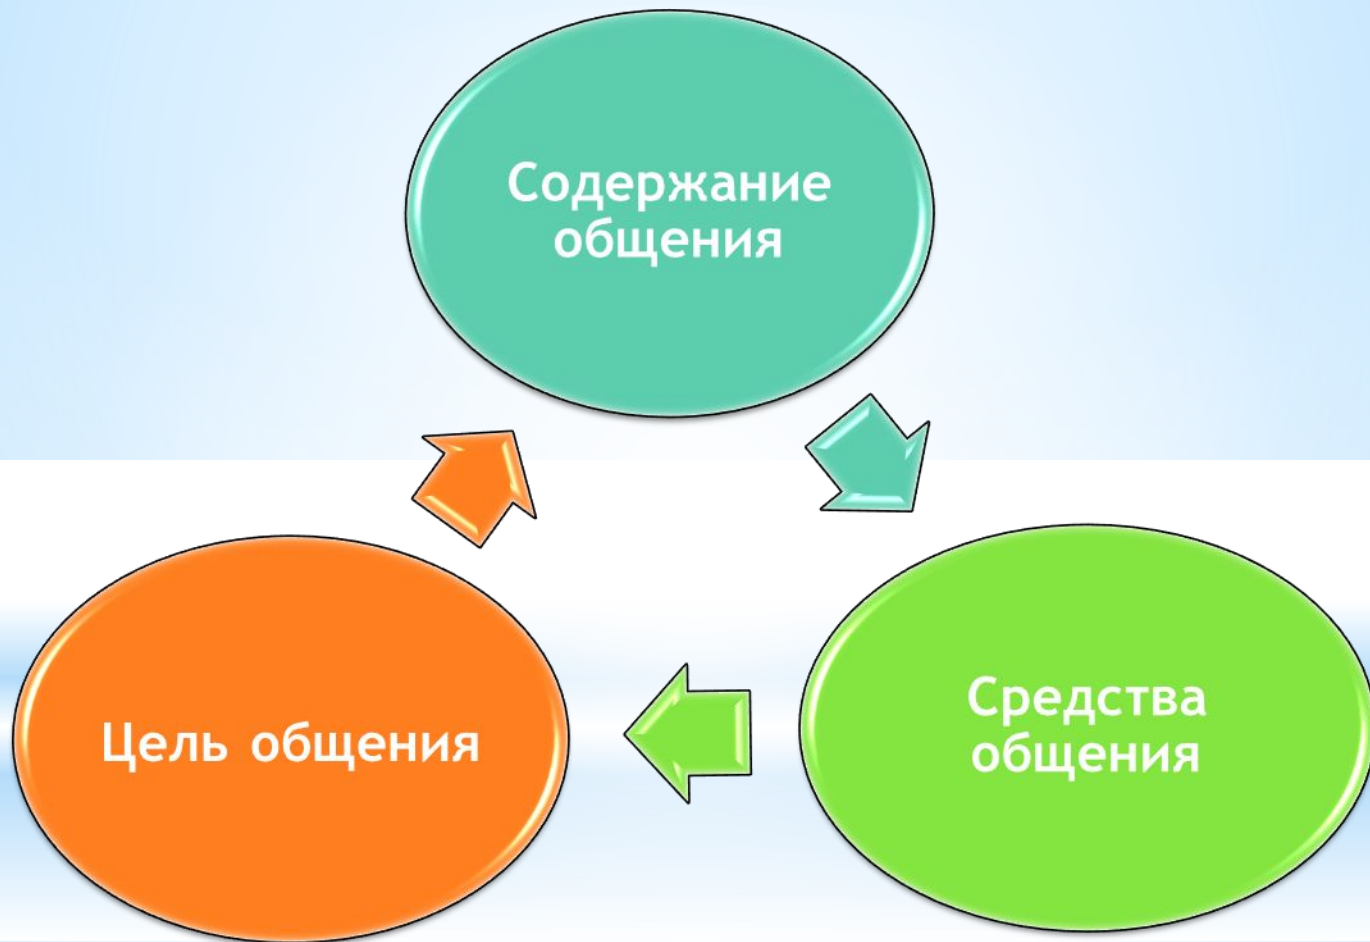 Содержание
общения
Средства
общения
Цель общения